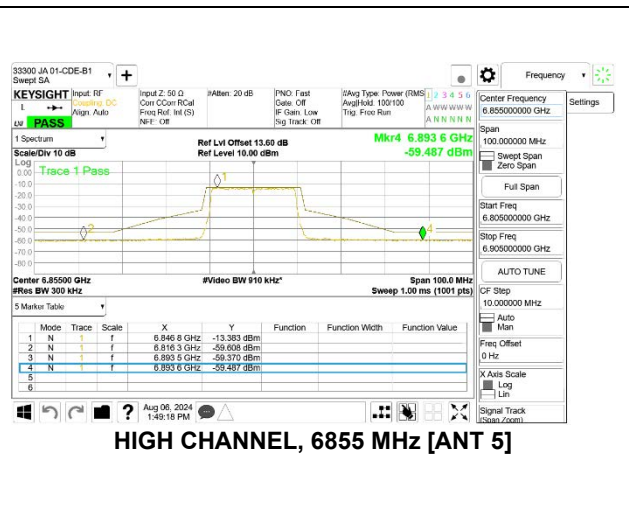 33300 JA 01-CDE-B1
Swept SA
Frequency
KEYSIGHT
Input: RF
Coupling: DC
Align: Auto
Input Z: 50 Ω
Corr CCorr RCal
Freq Ref: Int (S)
NFE: Off
#Atten: 20 dB
PNO: Fast
Gate: Off
IF Gain: Low
Sig Track: Off
#Avg Type: Power (RMS
Avg|Hold: 100/100
Trig: Free Run
1 2 3 4 5 6
A W W W W W
A N N N N N
L
PASS
Center Frequency
6.855000000 GHz
Settings
Span
100.000000 MHz
Swept Span
Zero Span
Full Span
Start Freq
6.805000000 GHz
Stop Freq
6.905000000 GHz
AUTO TUNE
CF Step
10.000000 MHz
Auto
Man
Freq Offset
0 Hz
X Axis Scale
Log
Lin
Signal Track
(Span Zoom)
1 Spectrum
Scale/Div 10 dB
Ref Lvl Offset 13.60 dB
Ref Level 10.00 dBm
Mkr4 6.893 6 GHz
-59.487 dBm
Log
Trace 1 Pass
0.00
-10.0
-20.0
-30.0
-40.0
-50.0
-60.0
-70.0
-80.0
1
2
4
Center 6.85500 GHz
#Res BW 300 kHz
#Video BW 910 kHz*
Span 100.0 MHz
Sweep 1.00 ms (1001 pts)
5 Marker Table
Mode Trace Scale X Y Function Function Width Function Value
1 N 1 f 6.846 8 GHz -13.383 dBm
2 N 1 f 6.816 3 GHz -59.608 dBm
3 N 1 f 6.893 5 GHz -59.370 dBm
4 N 1 f 6.893 6 GHz -59.487 dBm
5
6
?
Aug 06, 2024
1:49:18 PM
HIGH CHANNEL, 6855 MHz [ANT 5]